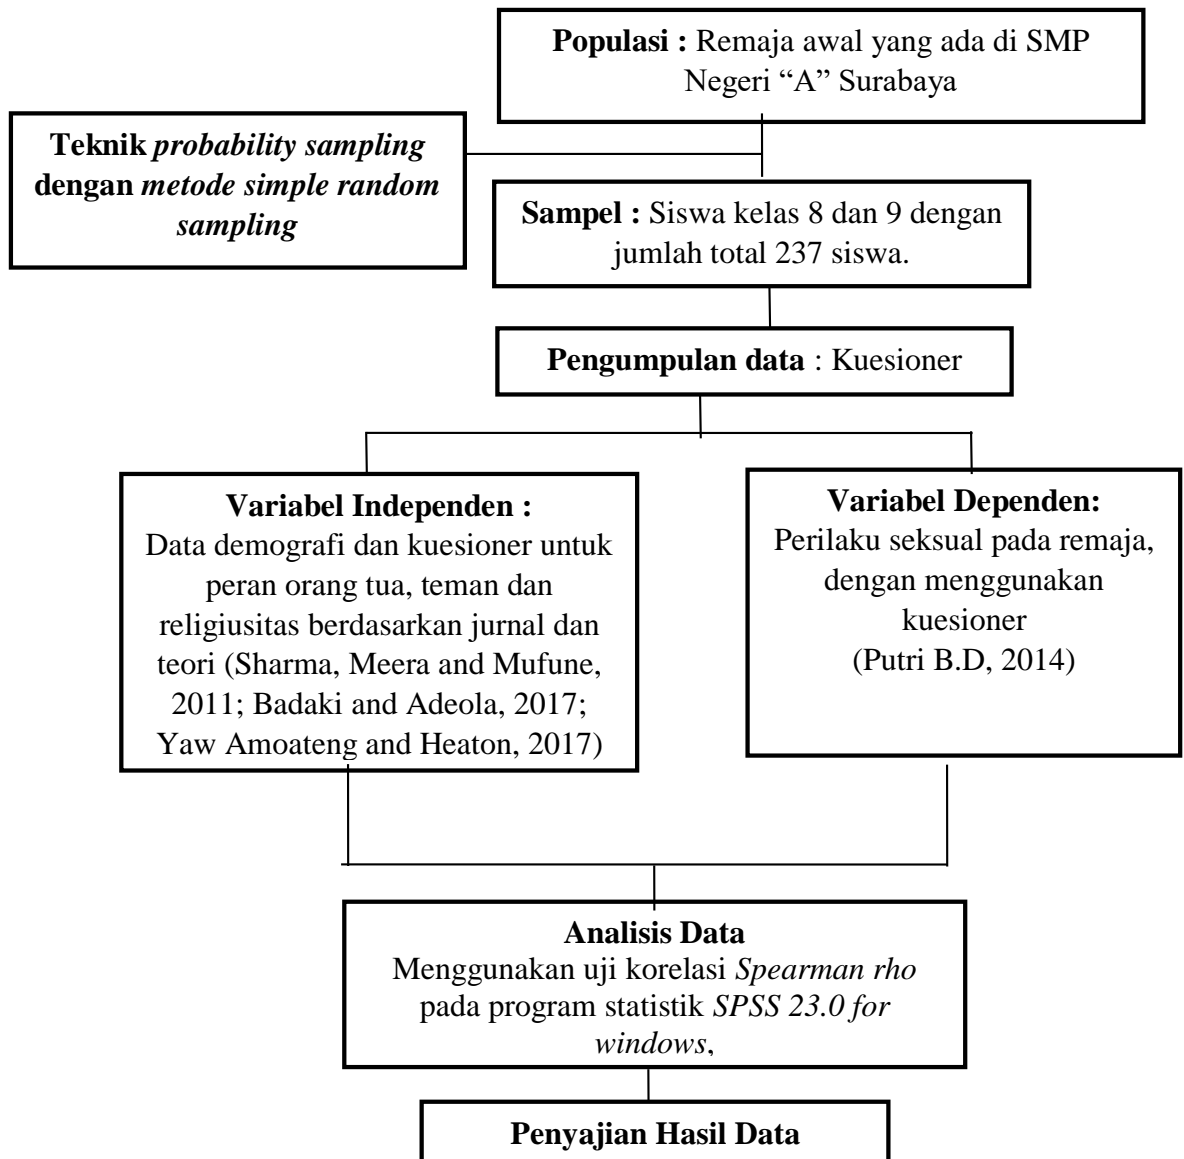 Populasi : Remaja awal yang ada di SMP
Negeri “A” Surabaya
Teknik probability sampling
dengan metode simple random
sampling
Sampel : Siswa kelas 8 dan 9 dengan
jumlah total 237 siswa.
Pengumpulan data : Kuesioner
Variabel Independen :
Data demografi dan kuesioner untuk
peran orang tua, teman dan
religiusitas berdasarkan jurnal dan
teori (Sharma, Meera and Mufune,
2011; Badaki and Adeola, 2017;
Yaw Amoateng and Heaton, 2017)
Variabel Dependen:
Perilaku seksual pada remaja,
dengan menggunakan
kuesioner
(Putri B.D, 2014)
Analisis Data
Menggunakan uji korelasi Spearman rho
pada program statistik SPSS 23.0 for
windows,
Penyajian Hasil Data